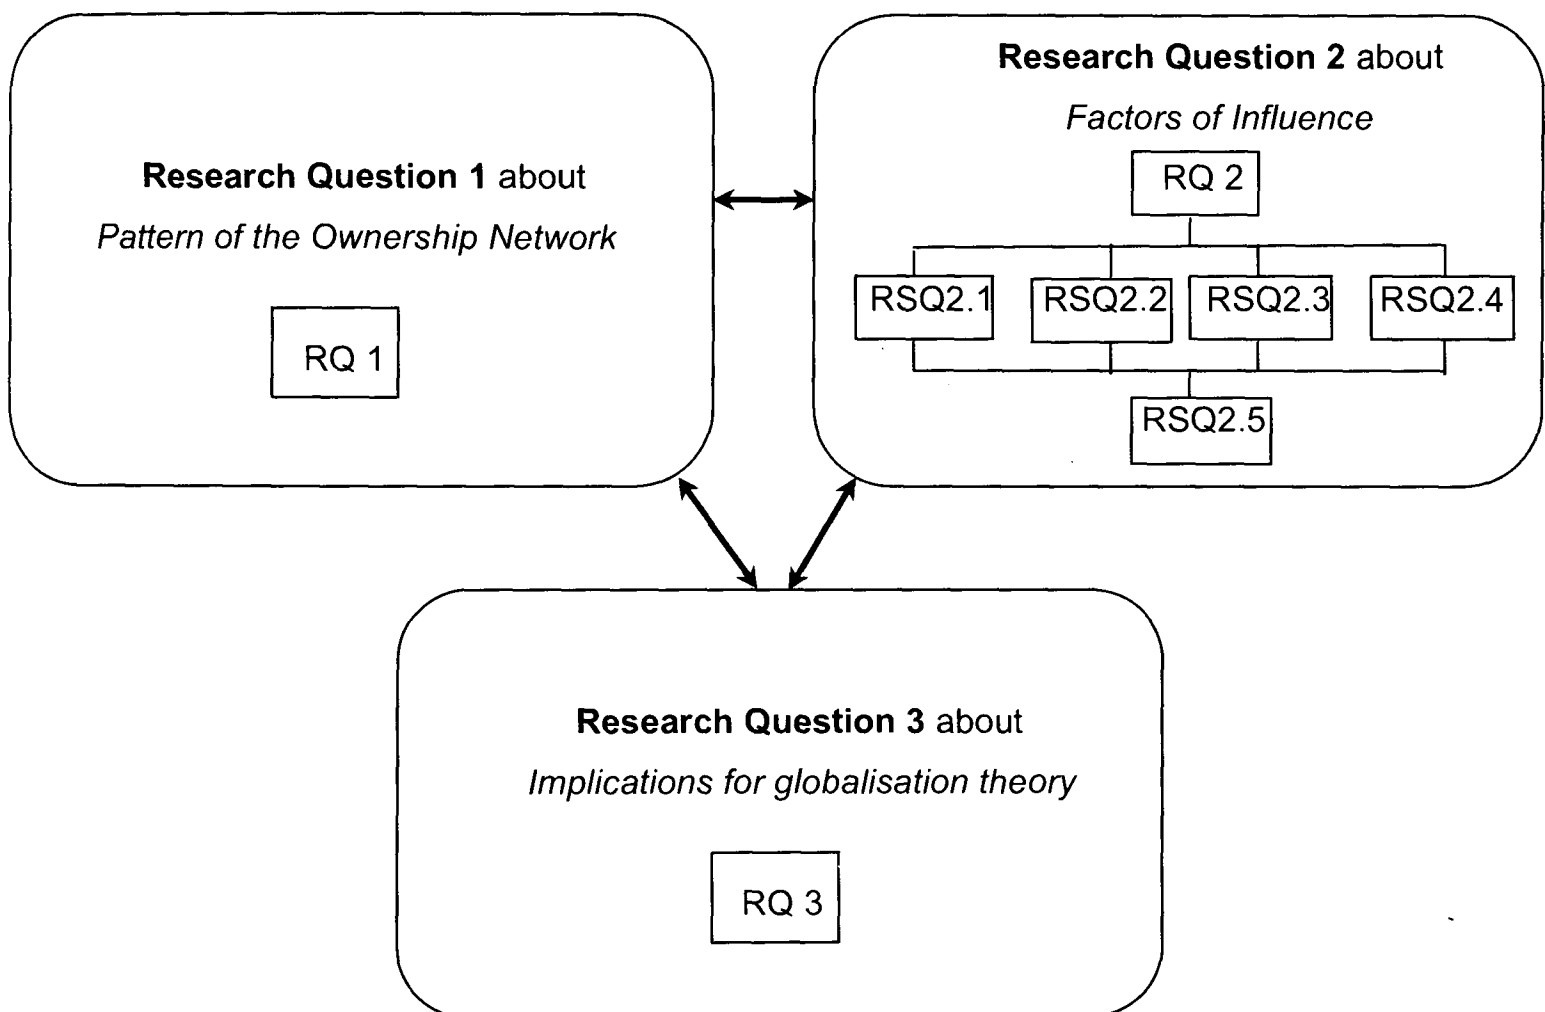 Research Question 1 about
Pattern of the Ownership Network
RQ 1
Research Question 2 about
Factors of Influence
RQ 2
RSQ2.1
RSQ2.2
RSQ2.3
RSQ2.4
RSQ2.5
Research Question 3 about
Implications for globalisation theory
RQ 3